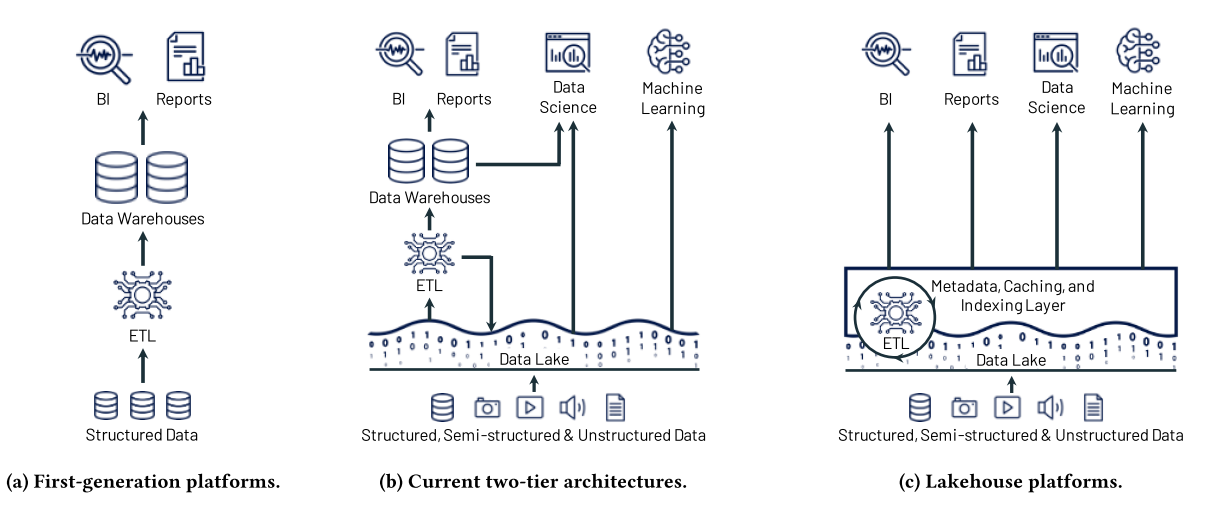 BI
Reports
Data Warehouses
ETL
Structured Data
(a) First-generation platforms.
BI
Reports
Data
Science
Machine
Learning
Data Warehouses
ETL
Data Lake
Structured, Semi-structured & Unstructured Data
(b) Current two-tier architectures.
BI
Reports
Data
Science
Machine
Learning
Metadata, Caching, and
Indexing Layer
ETL
Data Lake
Structured, Semi-structured & Unstructured Data
(c) Lakehouse platforms.